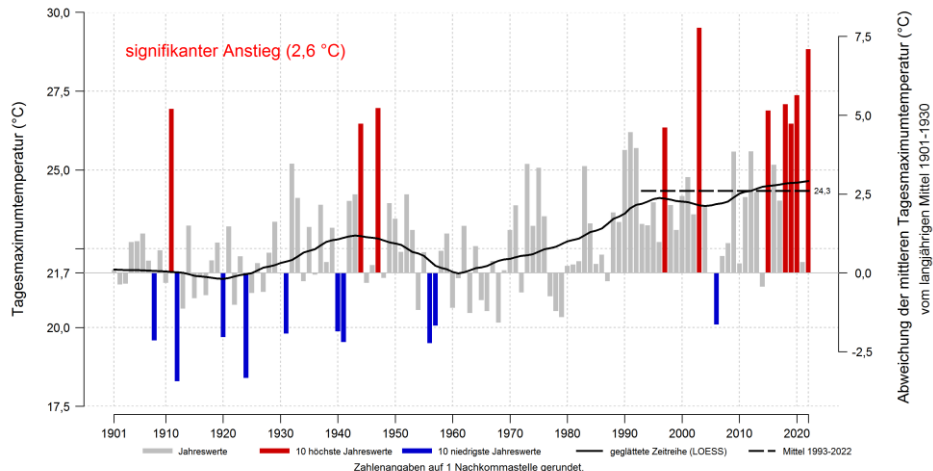 30,0
27,5
25,0
21,7
20,0
17,5
Tagesmaximumtemperatur (°C)
signifikanter Anstieg (2,6 °C)
24,3
7,5
5,0
2,5
0,0
-2,5
Abweichung der mittleren Tagesmaximumtemperatur (°C)
vom langjährigen Mittel 1901-1930
1901 1910 1920 1930 1940 1950 1960 1970 1980 1990 2000 2010 2020
Jahreswerte 10 höchste Jahreswerte 10 niedrigste Jahreswerte geglättete Zeitreihe (LOESS) Mittel 1993-2022
Zahlenangaben auf 1 Nachkommastelle gerundet.